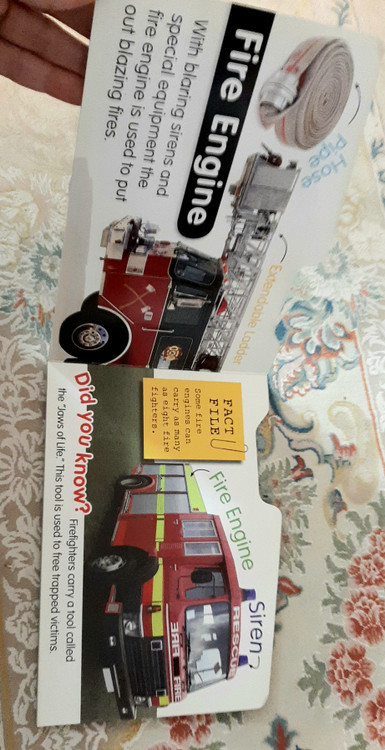 Fire Engine
With blaring sirens and
special equipment the
fire engine is used to put
out blazing fires.
Hose
Pipe
Extendable Ladder
FACT
FILE
Some fire
engines can
carry as many
as eight fire
fighters.
Fire Engine
Siren
RESCUE
FIRE
FIRE
Did you know?
Firefighters carry a tool called
the "Jaws of Life." This tool is used to free trapped victims.